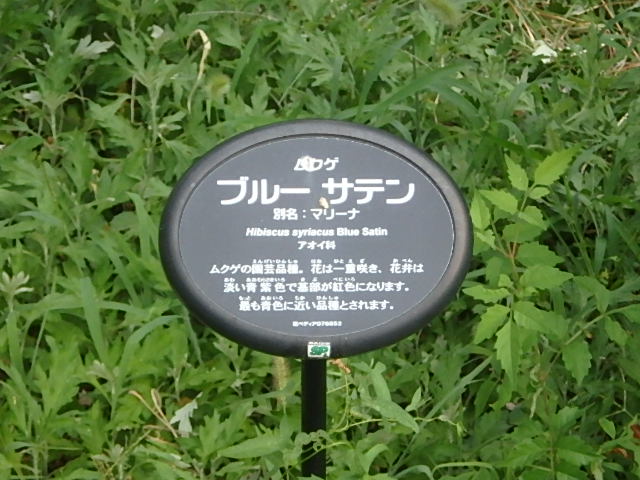 ムクゲ
ブルー サテン
別名：マリーナ
Hibiscus syriacus Blue Satin
アオイ科
ムクゲの園芸品種。花は一重咲き、花弁は
淡い青紫色で基部が紅色になります。
最も青色に近い品種とされます。
SP